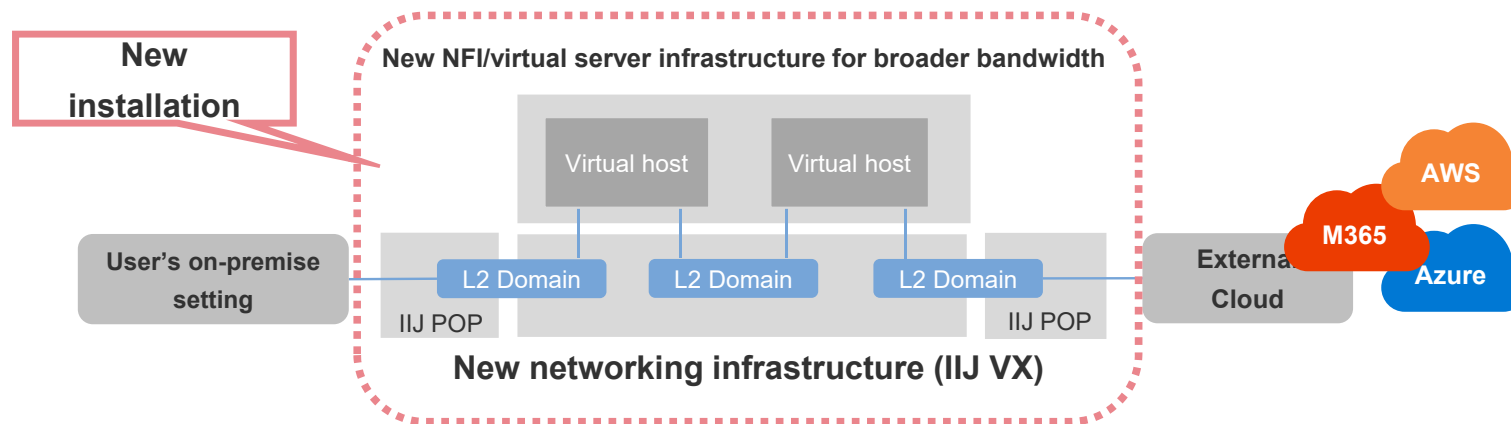 New
installation
New NFI/virtual server infrastructure for broader bandwidth
Virtual host
Virtual host
User's on-premise
setting
L2 Domain
L2 Domain
L2 Domain
IIJ POP
IIJ POP
New networking infrastructure (IIJ VX)
External
Cloud
M365
AWS
Azure